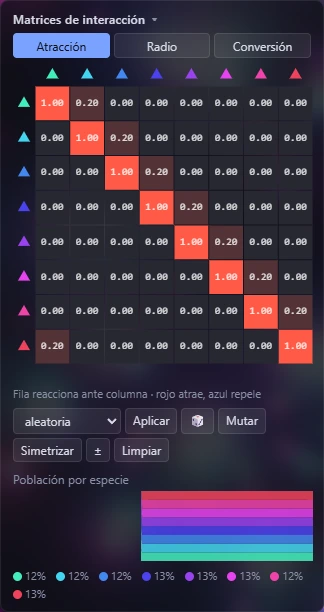 Matrices de interacción
Atracción Radio Conversión
1.00 0.20 0.00 0.00 0.00 0.00 0.00 0.00
0.00 1.00 0.20 0.00 0.00 0.00 0.00 0.00
0.00 0.00 1.00 0.20 0.00 0.00 0.00 0.00
0.00 0.00 0.00 1.00 0.20 0.00 0.00 0.00
0.00 0.00 0.00 0.00 1.00 0.20 0.00 0.00
0.00 0.00 0.00 0.00 0.00 1.00 0.20 0.00
0.00 0.00 0.00 0.00 0.00 0.00 1.00 0.20
0.20 0.00 0.00 0.00 0.00 0.00 0.00 1.00
Fila reacciona ante columna · rojo atrae, azul repele
aleatoria Aplicar Mutar
Simetrizar ± Limpiar
Población por especie
12% 12% 12% 13% 13% 13% 12%
13%